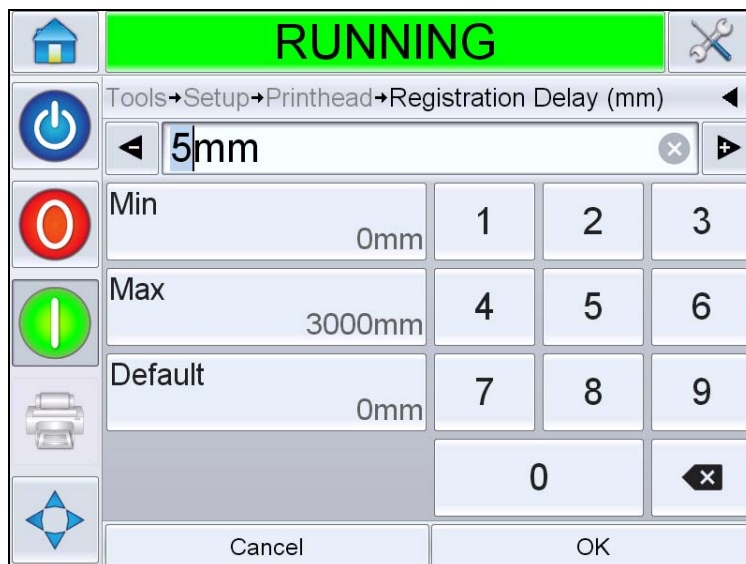 RUNNING
Tools→Setup→Printhead→Registration Delay (mm)
5mm
Min
0mm
1 2 3
Max
3000mm
4 5 6
Default
0mm
7 8 9
0
Cancel OK